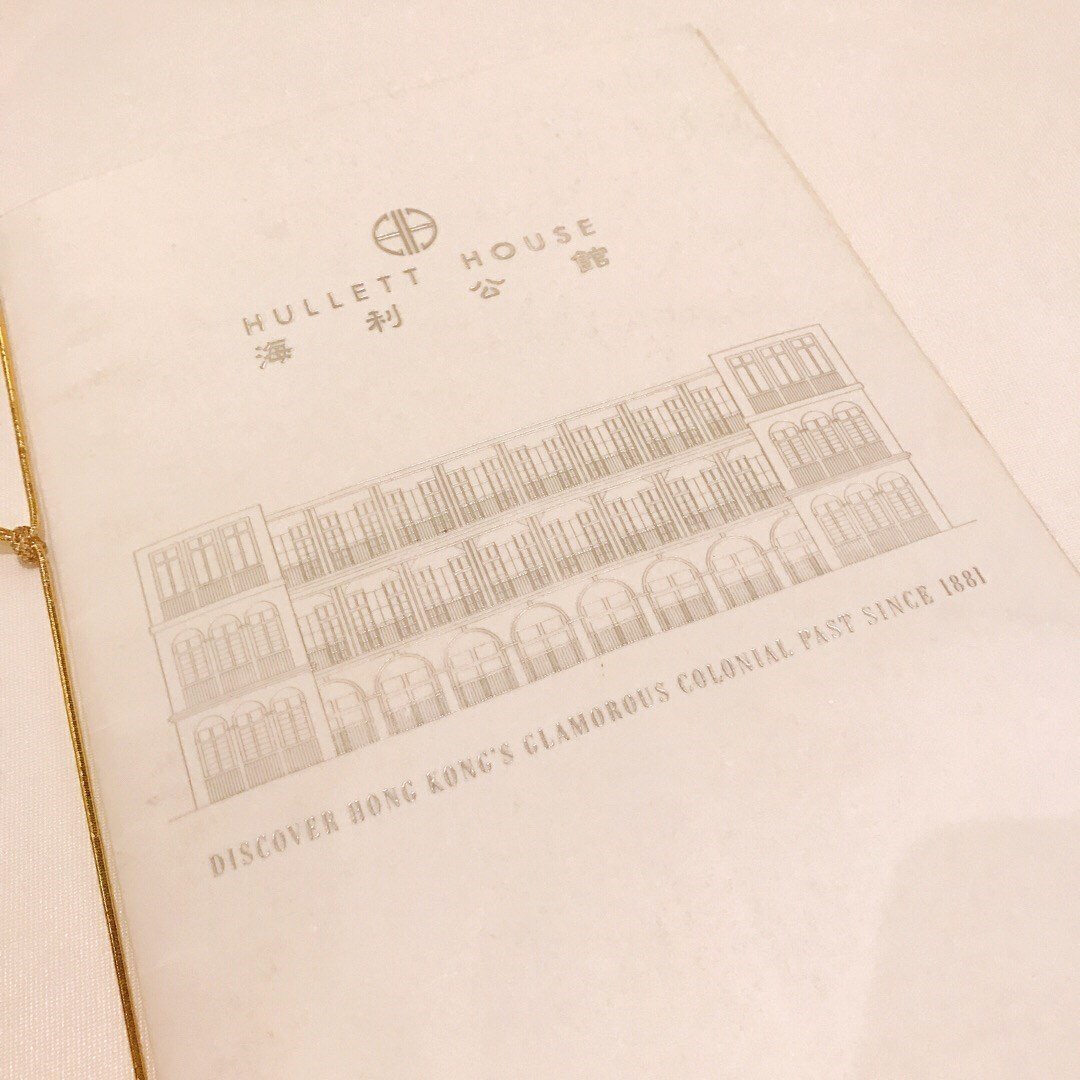 HULLETT HOUSE
海利公館
DISCOVER HONG KONG'S GLAMOROUS COLONIAL PAST SINCE 1881